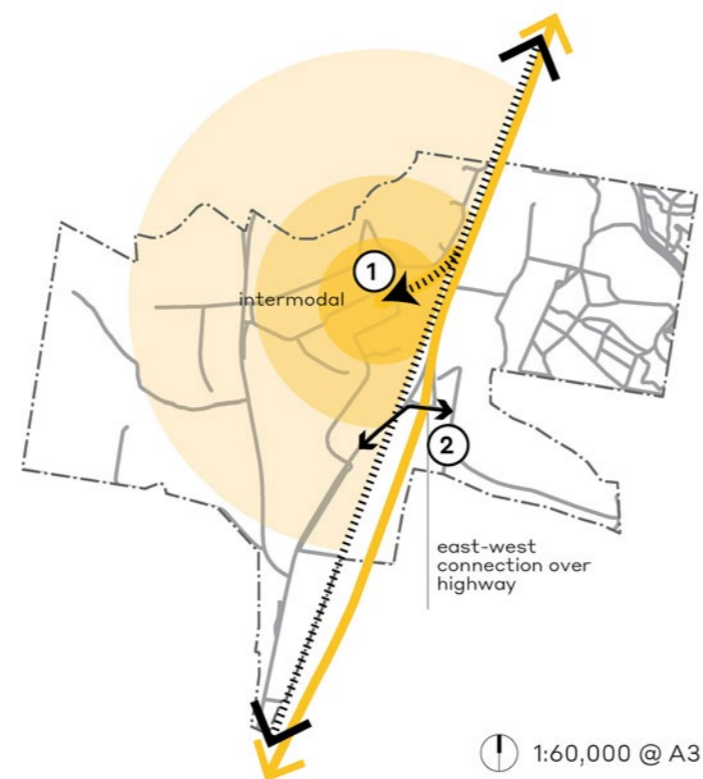 1
intermodal
2
east-west
connection over
highway
1:60,000 @ A3